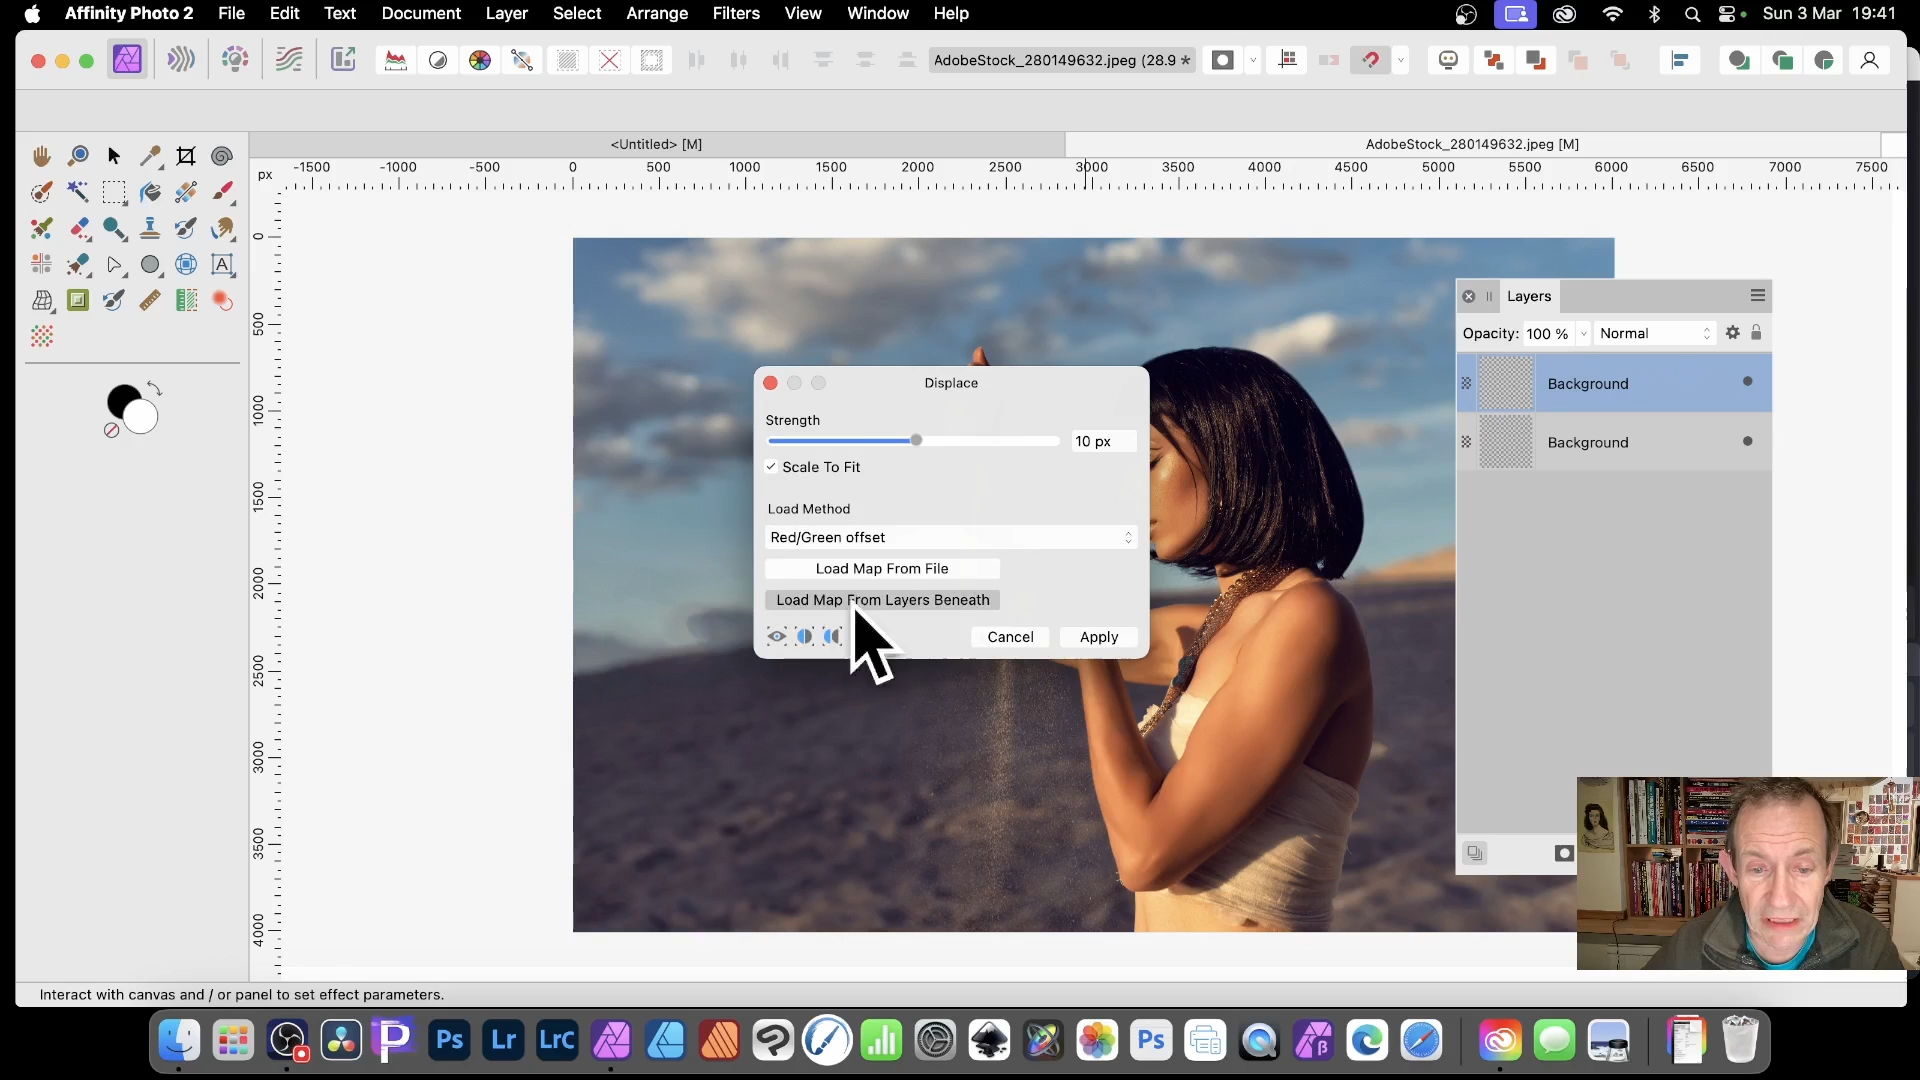 Affinity Photo 2 File Edit Text Document Layer Select Arrange Filters View Window Help Sun 3 Mar 19:41
AdobeStock_280149632.jpeg (28.9 *
<Untitled> [M] AdobeStock_280149632.jpeg [M]
px -1500 -1000 -500 0 500 1000 1500 2000 2500 3000 3500 4000 4500 5000 5500 6000 6500 7000 7500
0
500
1000
1500
2000
2500
3000
3500
4000
A
Layers
Opacity: 100 % Normal
Background
Background
Displace
Strength
10 px
Scale To Fit
Load Method
Red/Green offset
Load Map From File
Load Map From Layers Beneath
Cancel Apply
Interact with canvas and / or panel to set effect parameters.
P Ps Lr LrC Ps β